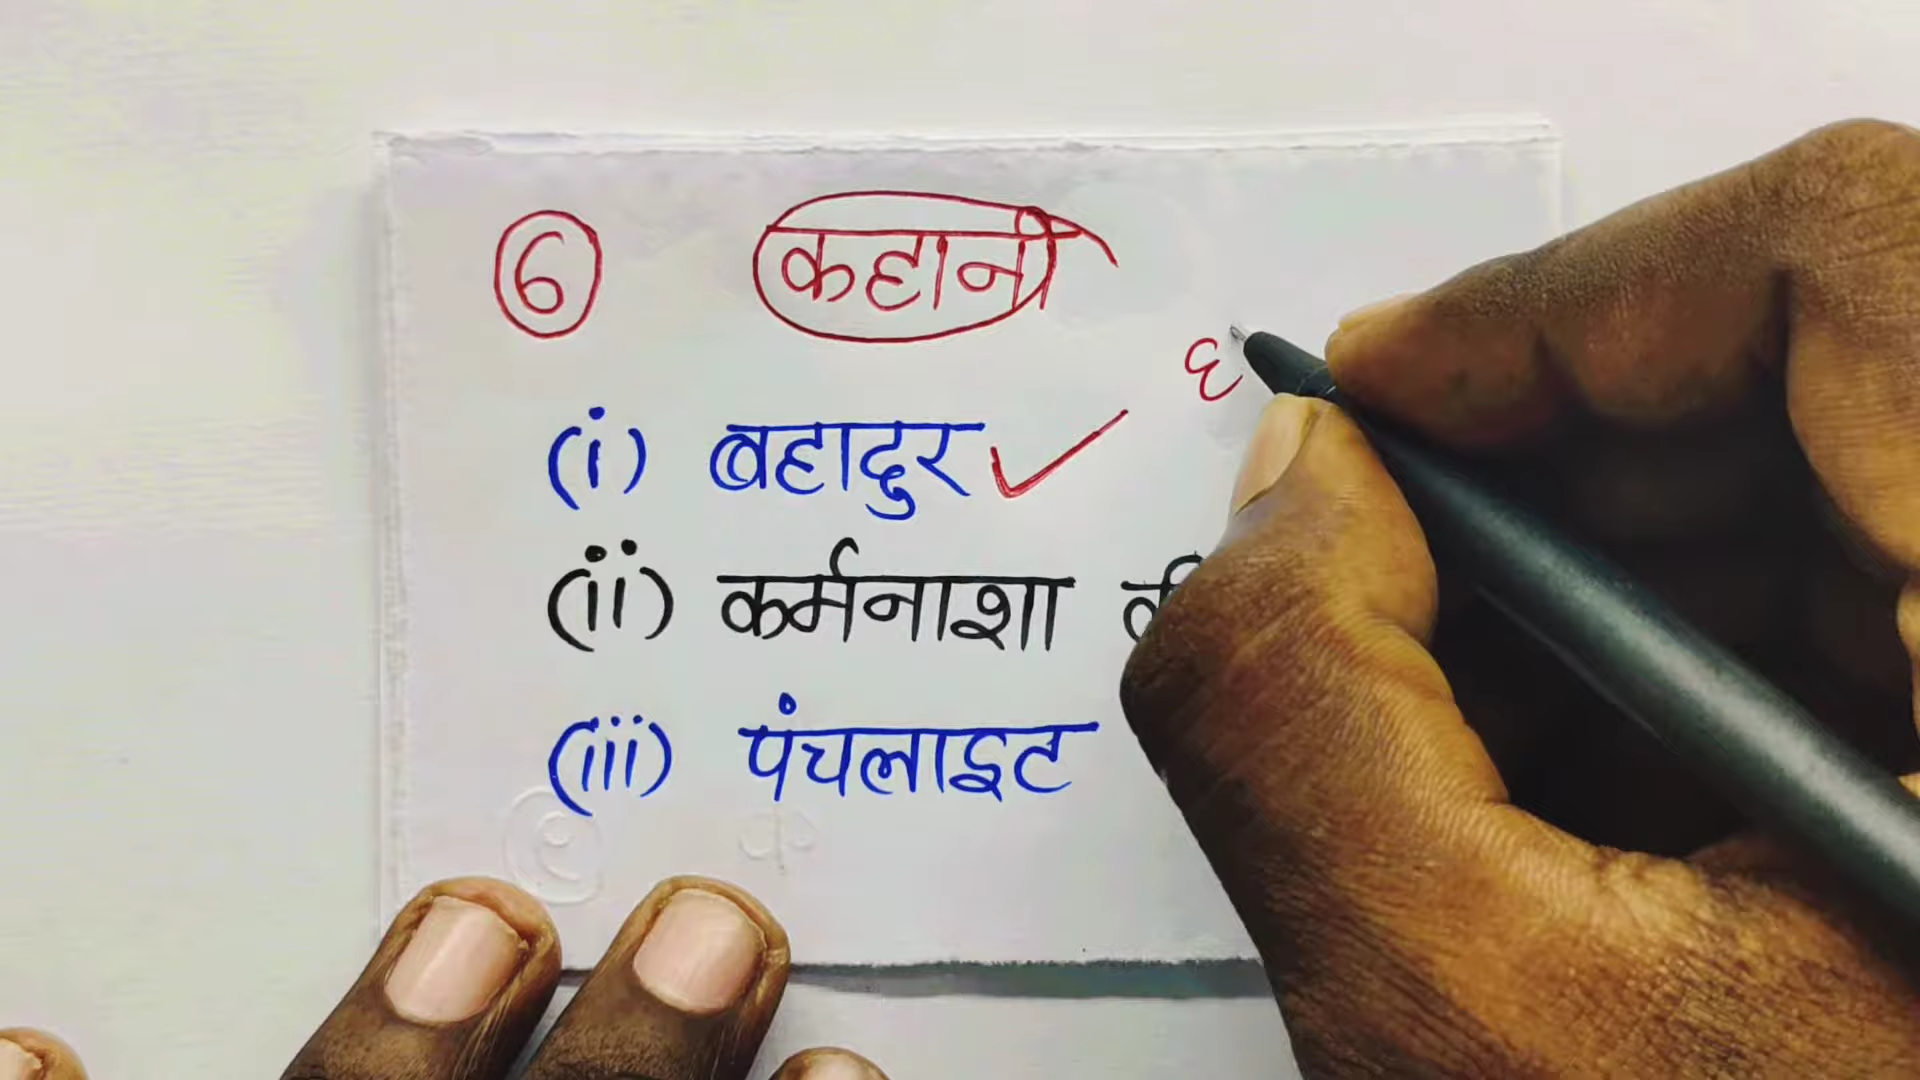 6 कहानी
(i) बहादुर
(ii) कर्मनाशा
(iii) पंचलाइट